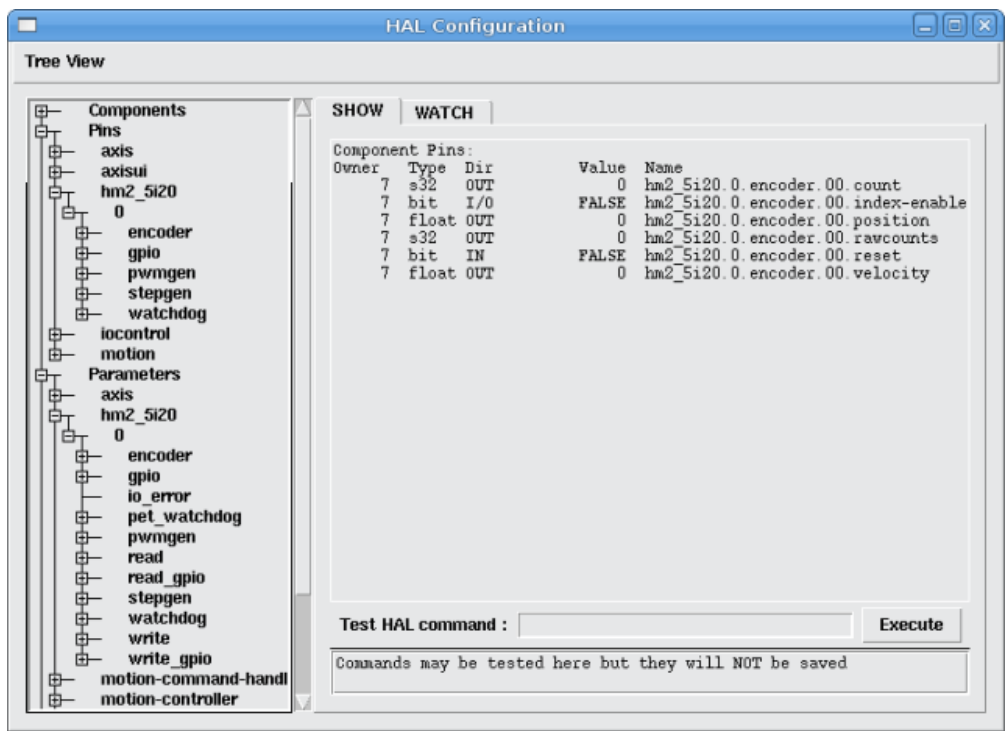 HAL Configuration
Tree View
Components
Pins
axis
axisui
hm2_5i20
0
encoder
gpio
pwmgen
stepgen
watchdog
iocontrol
motion
Parameters
axis
hm2_5i20
0
encoder
gpio
io_error
pet_watchdog
pwmgen
read
read_gpio
stepgen
watchdog
write
write_gpio
motion-command-handl
motion-controller
SHOW WATCH
Component Pins:
Owner Type Dir Value Name
7 s32 OUT 0 hm2_5i20.0.encoder.00.count
7 bit I/O FALSE hm2_5i20.0.encoder.00.index-enable
7 float OUT 0 hm2_5i20.0.encoder.00.position
7 s32 OUT 0 hm2_5i20.0.encoder.00.rawcounts
7 bit IN FALSE hm2_5i20.0.encoder.00.reset
7 float OUT 0 hm2_5i20.0.encoder.00.velocity
Test HAL command :
Execute
Commands may be tested here but they will NOT be saved